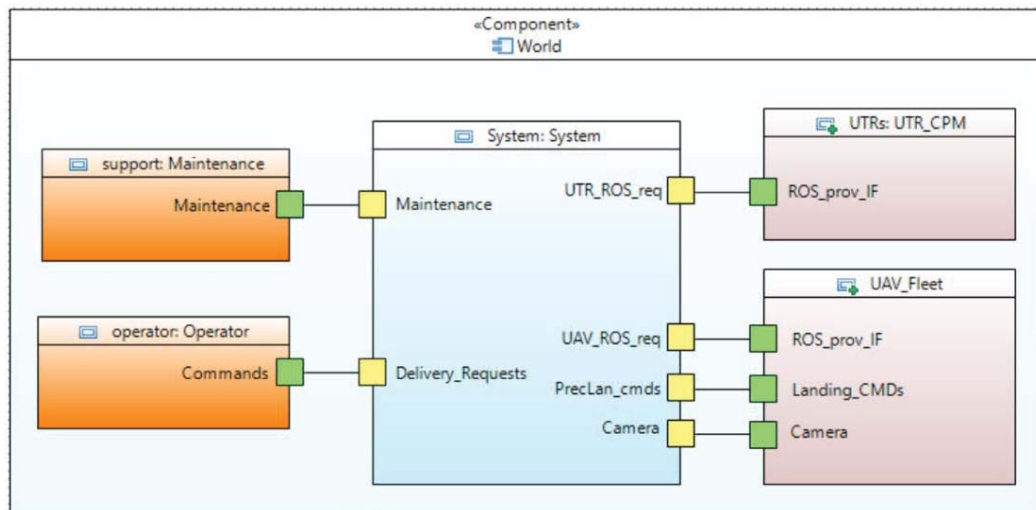 «Component»
World
support: Maintenance
Maintenance
operator: Operator
Commands
System: System
Maintenance
Delivery_Requests
UTR_ROS_req
UAV_ROS_req
PrecLan_cmds
Camera
UTRs: UTR_CPM
ROS_prov_IF
UAV_Fleet
ROS_prov_IF
Landing_CMDs
Camera